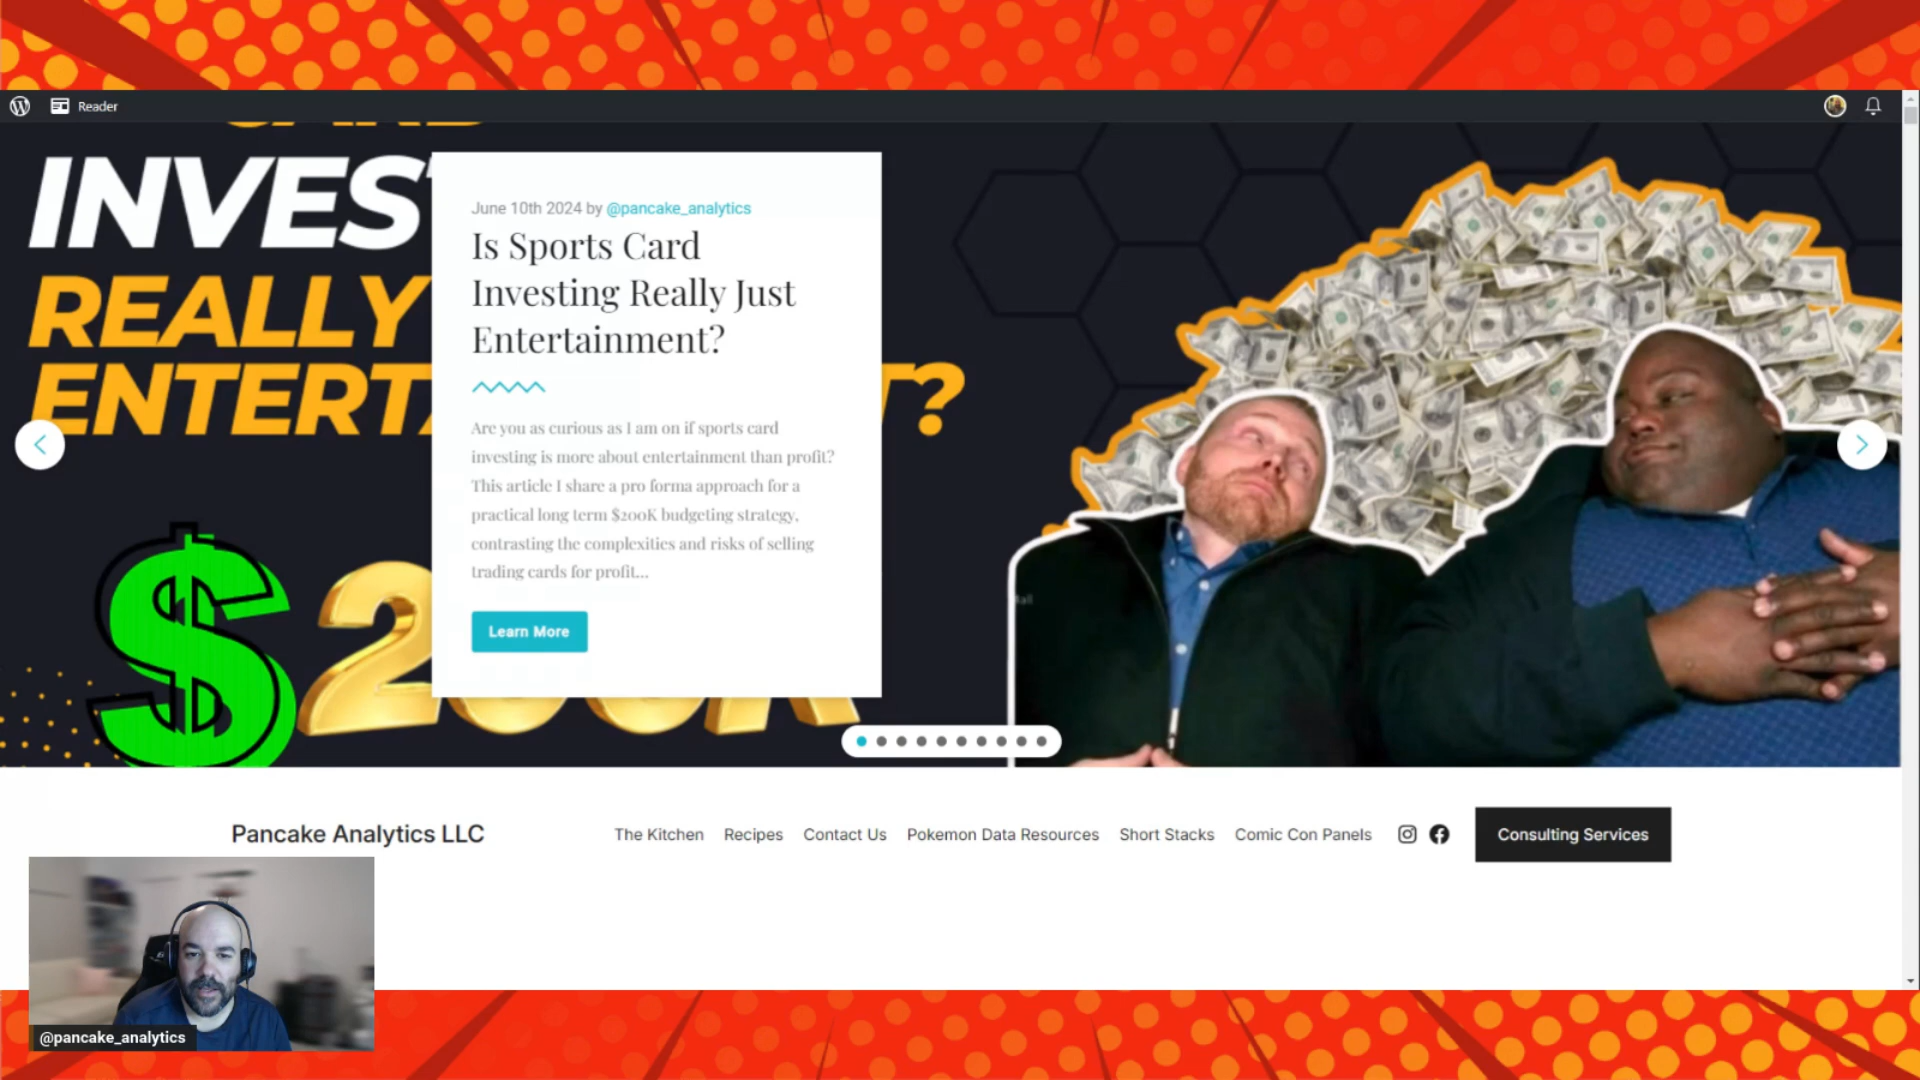 Reader
INVEST
REALLY
ENTERTA T?
$2
June 10th 2024 by @pancake_analytics
Is Sports Card
Investing Really Just
Entertainment?
Are you as curious as I am on if sports card
investing is more about entertainment than profit?
This article I share a pro forma approach for a
practical long term $200K budgeting strategy,
contrasting the complexities and risks of selling
trading cards for profit...
Learn More
Pancake Analytics LLC
The Kitchen Recipes Contact Us Pokemon Data Resources Short Stacks Comic Con Panels
Consulting Services
@pancake_analytics